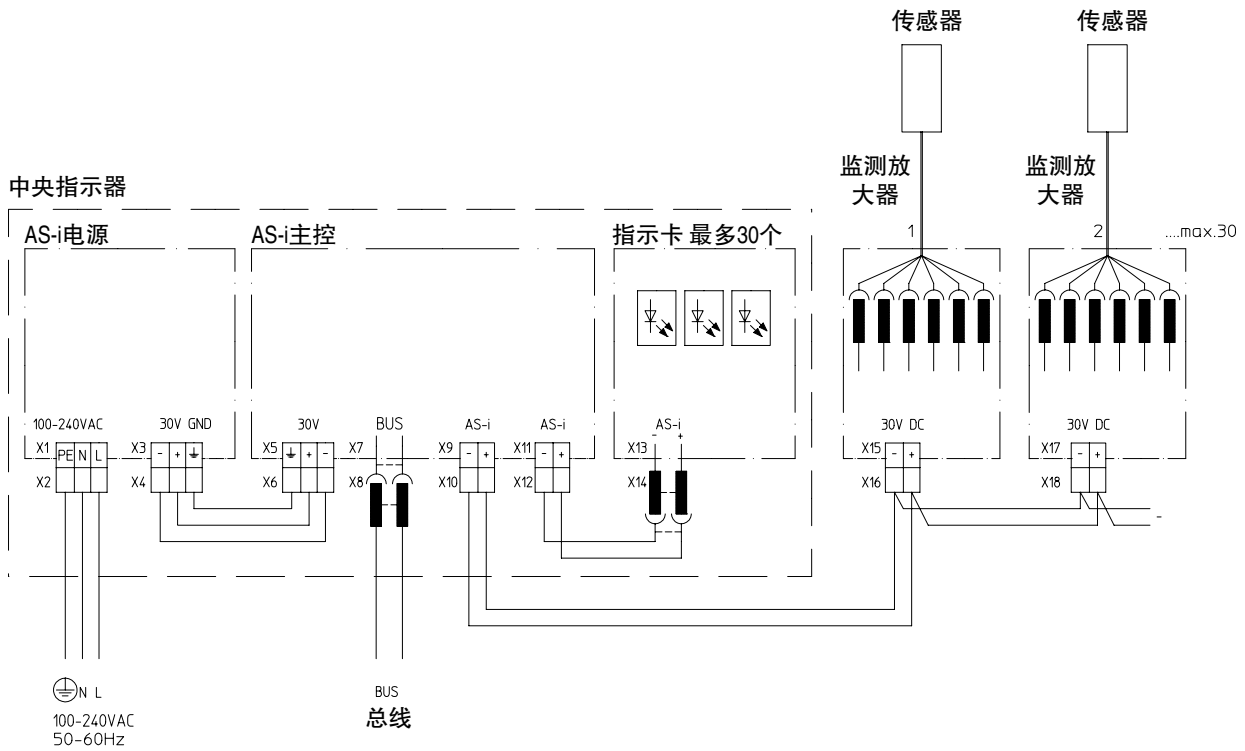 传感器
传感器
监测放
大器
监测放
大器
中央指示器
AS-i电源
AS-i主控
指示卡 最多30个
1
2
....max.30
100-240VAC
30V GND
30V
BUS
AS-i
AS-i
AS-i
30V DC
30V DC
X1 PE N L
X3 - + ⏚
X5 ⏚ + -
X7
X9 - +
X11 - +
X13 - +
X15 - +
X17 - +
X2
X4
X6
X8
X10
X12
X14
X16
X18
-
N L
100-240VAC
50-60Hz
BUS
总线